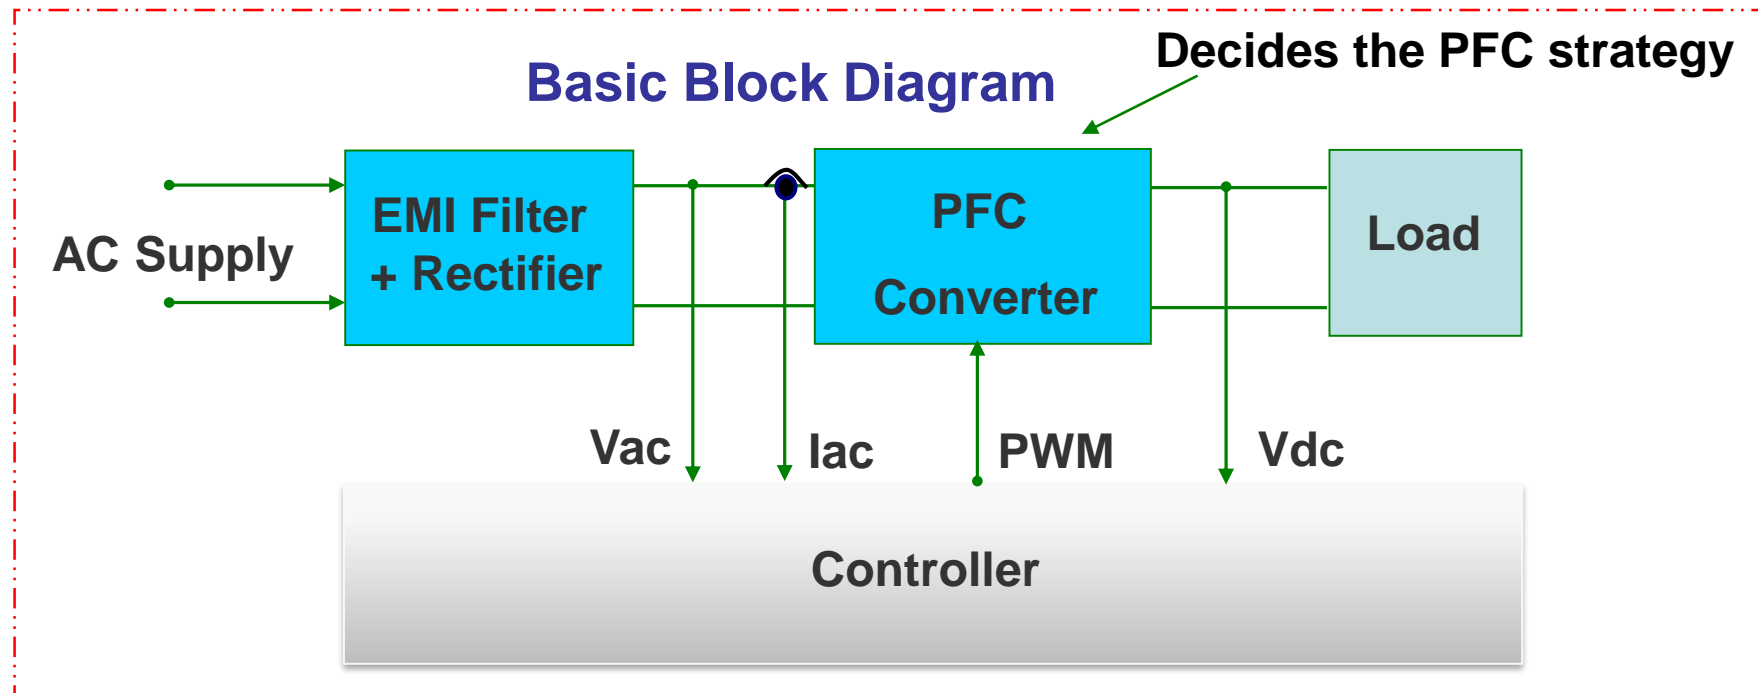 Decides the PFC strategy
Basic Block Diagram
AC Supply
EMI Filter
+ Rectifier
PFC
Converter
Load
Vac
Iac
PWM
Vdc
Controller